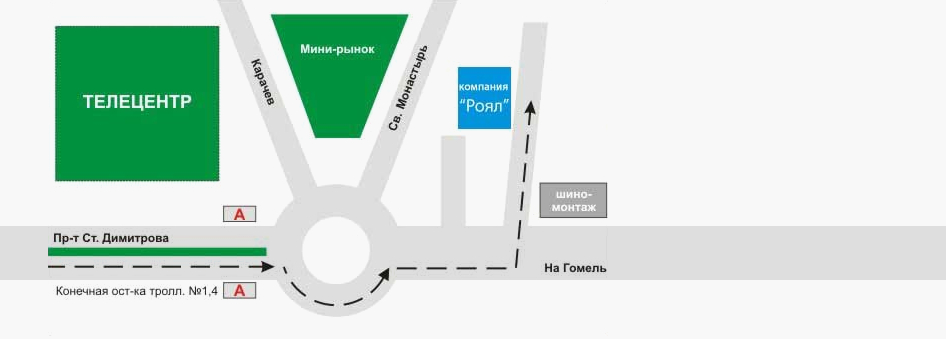 ТЕЛЕЦЕНТР
Карачев
Мини-рынок
Св. Монастырь
компания
"Роял"
шино-
монтаж
А
Пр-т Ст. Димитрова
На Гомель
Конечная ост-ка тролл. №1,4
А